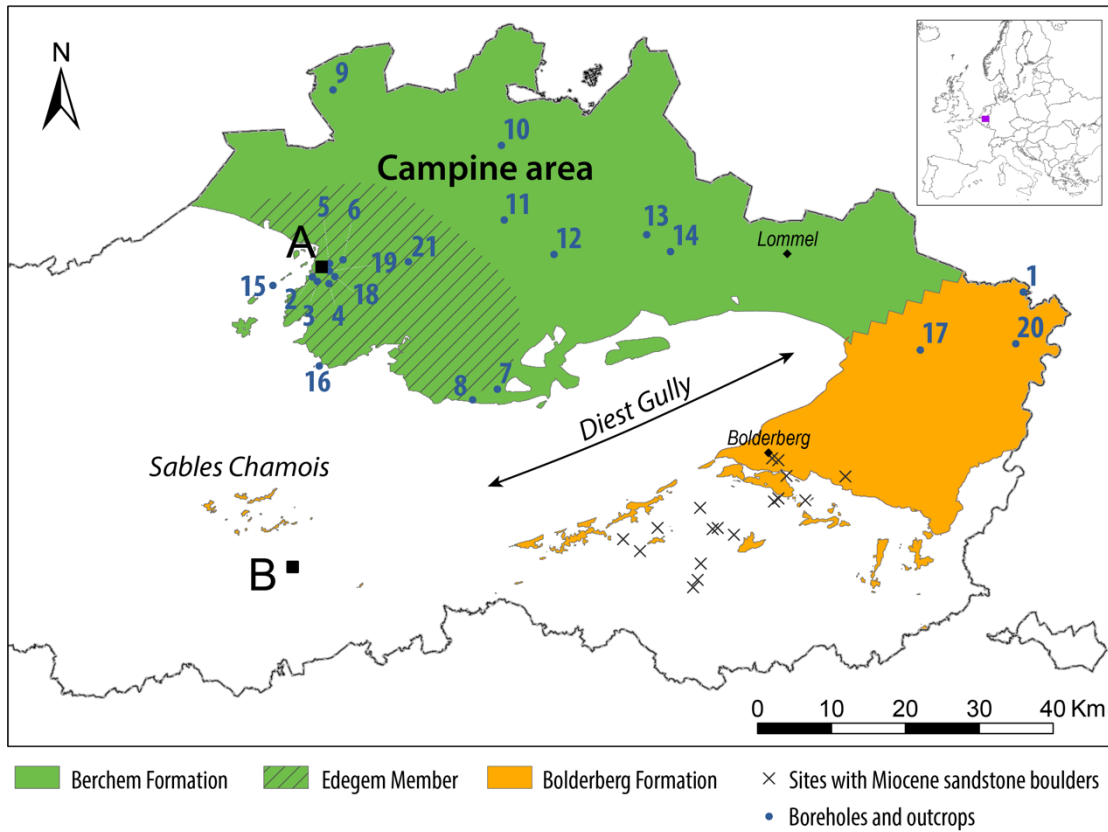 N
9
10
Campine area
5
6
11
13
A
21
12
14
Lommel
19
15
1
2
18
3
4
17
20
16
8
7
Diest Gully
Bolderberg
Sables Chamois
B
0 10 20 30 40 Km
Berchem Formation
Edegem Member
Bolderberg Formation
Sites with Miocene sandstone boulders
Boreholes and outcrops